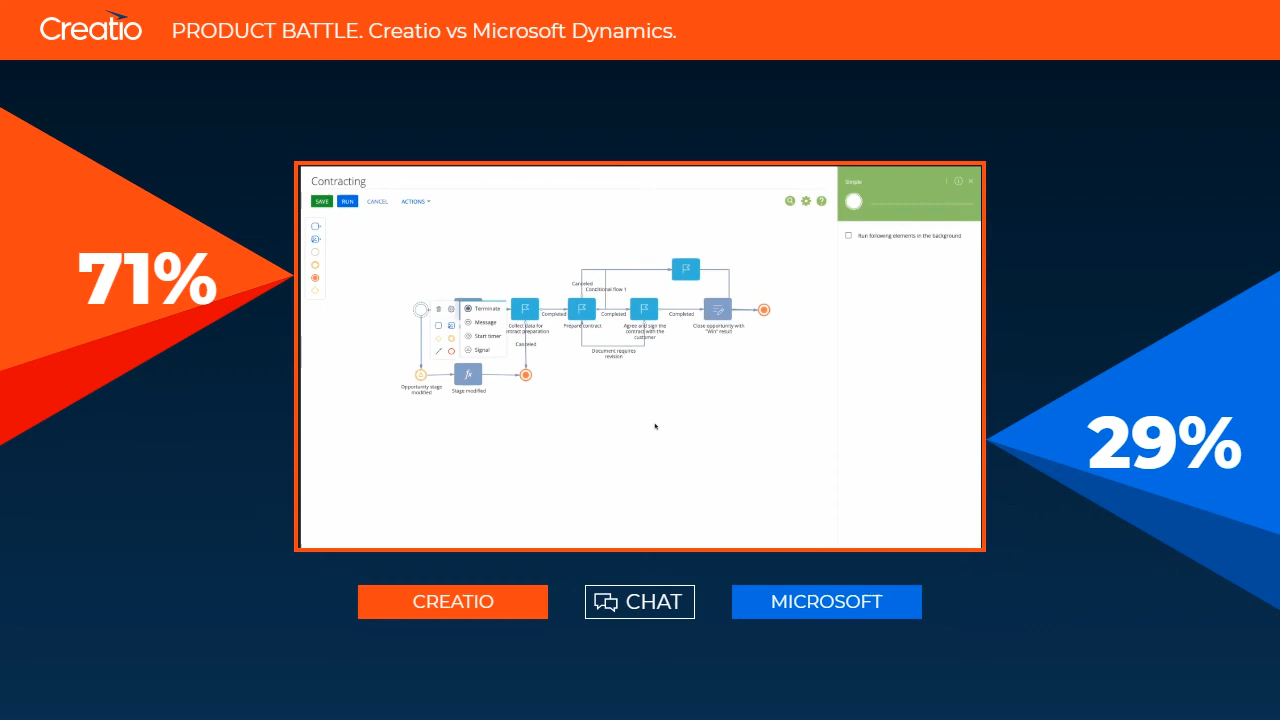 Creatio
PRODUCT BATTLE. Creatio vs Microsoft Dynamics.
71%
29%
Contracting
SAVE
RUN
CANCEL
ACTIONS
Simple
Run following elements in the background
Canceled
Conditional flow 1
Terminate
Message
Start timer
Signal
Collect data for
contract preparation
Completed
Prepare contract
Completed
Agree and sign the
contract with the
customer
Completed
Close opportunity with
"Win" result
Canceled
Document requires
revision
Opportunity stage
modified
fx
Stage modified
CREATIO
CHAT
MICROSOFT